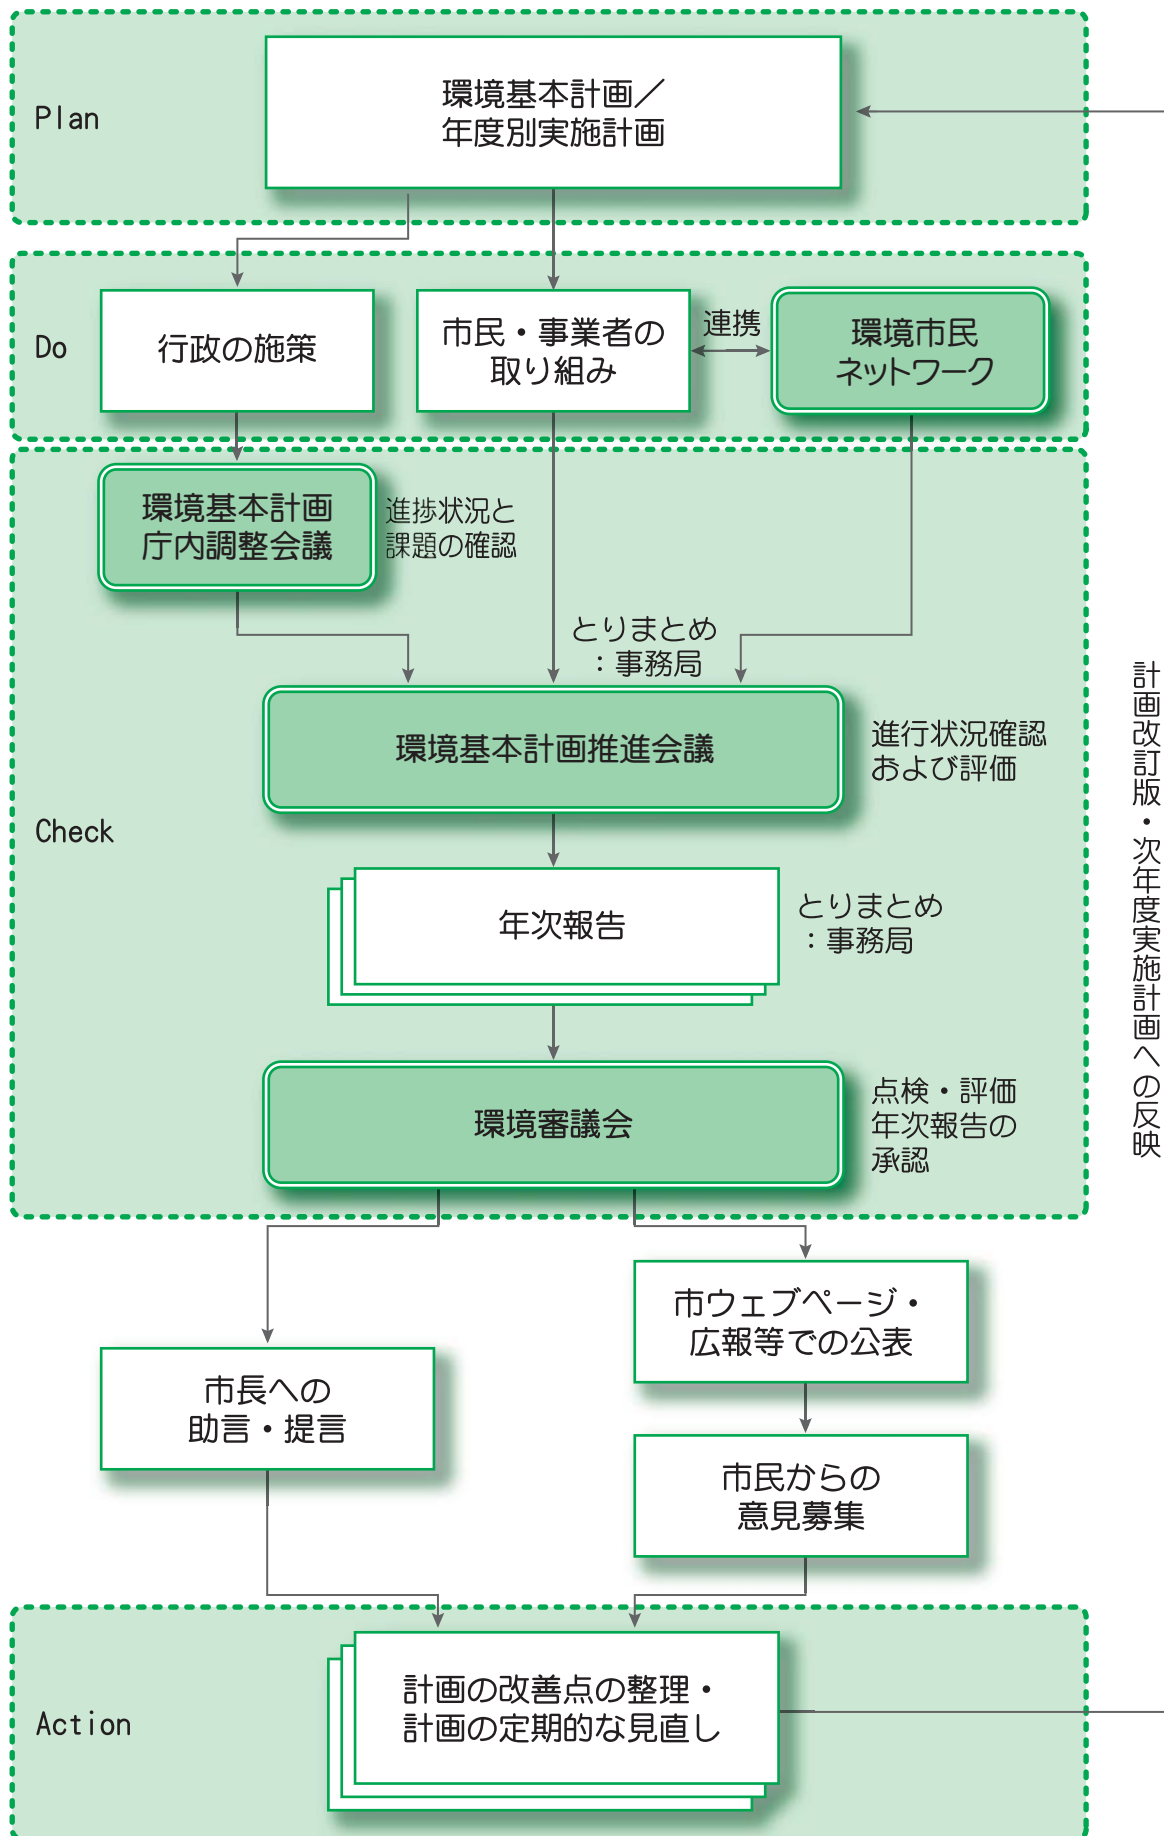 Plan
環境基本計画／
年度別実施計画
Do
行政の施策
市民・事業者の
取り組み
連携
環境市民
ネットワーク
環境基本計画
庁内調整会議
進捗状況と
課題の確認
とりまとめ
：事務局
Check
環境基本計画推進会議
進行状況確認
および評価
年次報告
とりまとめ
：事務局
環境審議会
点検・評価
年次報告の
承認
計画改訂版・次年度実施計画への反映
市ウェブページ・
広報等での公表
市長への
助言・提言
市民からの
意見募集
Action
計画の改善点の整理・
計画の定期的な見直し